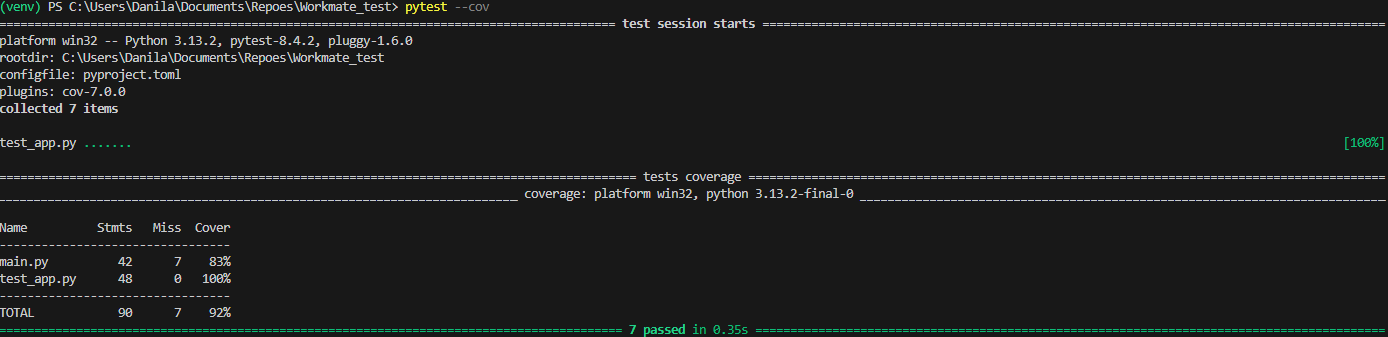 (venv) PS C:\Users\Danila\Documents\Repoes\Workmate_test> pytest --cov
============================= test session starts =============================
platform win32 -- Python 3.13.2, pytest-8.4.2, pluggy-1.6.0
rootdir: C:\Users\Danila\Documents\Repoes\Workmate_test
configfile: pyproject.toml
plugins: cov-7.0.0
collected 7 items
test_app.py ....... [100%]
============================= tests coverage =============================
_____________________________ coverage: platform win32, python 3.13.2-final-0 _____________________________
Name          Stmts   Miss  Cover
---------------------------------
main.py          42      7    83%
test_app.py      48      0   100%
---------------------------------
TOTAL            90      7    92%
============================= 7 passed in 0.35s =============================